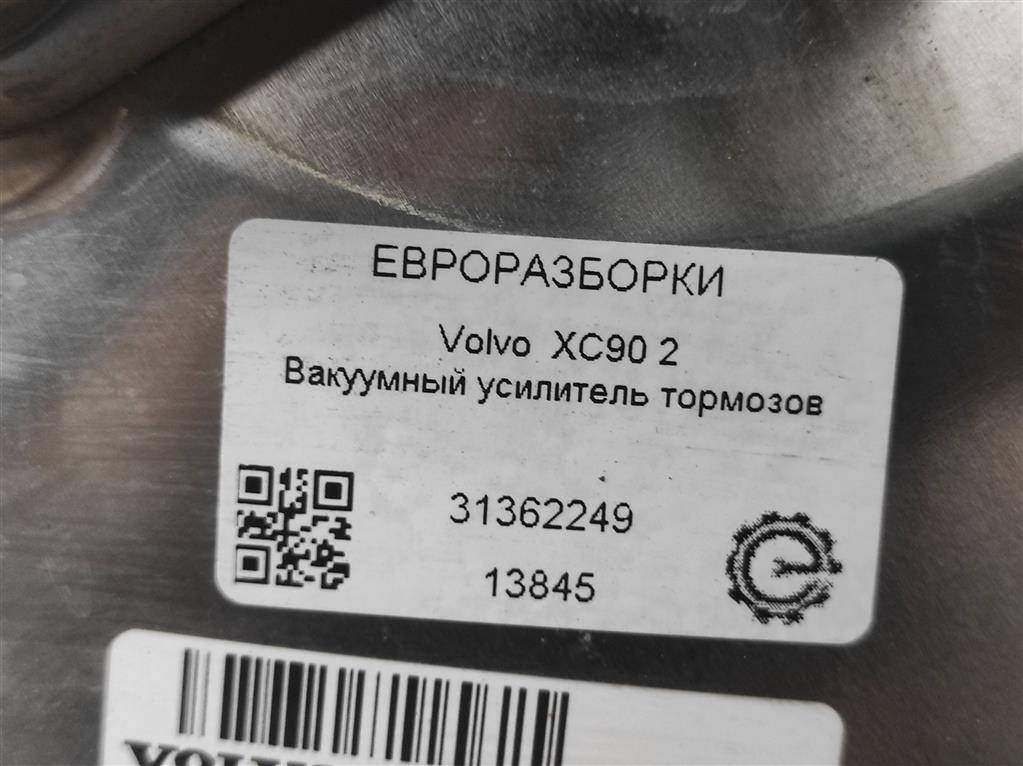 ЕВРОРАЗБОРКИ
Volvo XC90 2
Вакуумный усилитель тормозов
31362249
13845